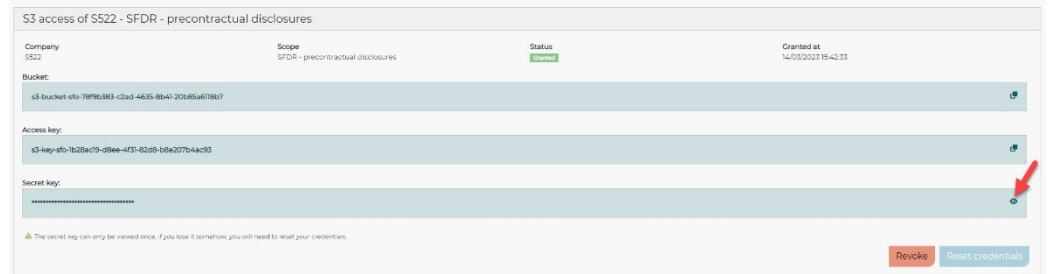 S3 access of S522 - SFDR - precontractual disclosures
Company Scope Status Granted at
S522 SFDR - precontractual disclosures Granted 14/03/2023 15:42:33
Bucket:
s3-bucket-sfo-78f9b383-c2ad-4635-8b41-20b85a6118b7
Access key:
s3-key-sfo-1b28ac19-d8ee-4f31-82d8-b8e207b4ac93
Secret key:
************************************
The secret key can only be viewed once, if you lose it somehow, you will need to reset your credentials.
Revoke Reset credentials